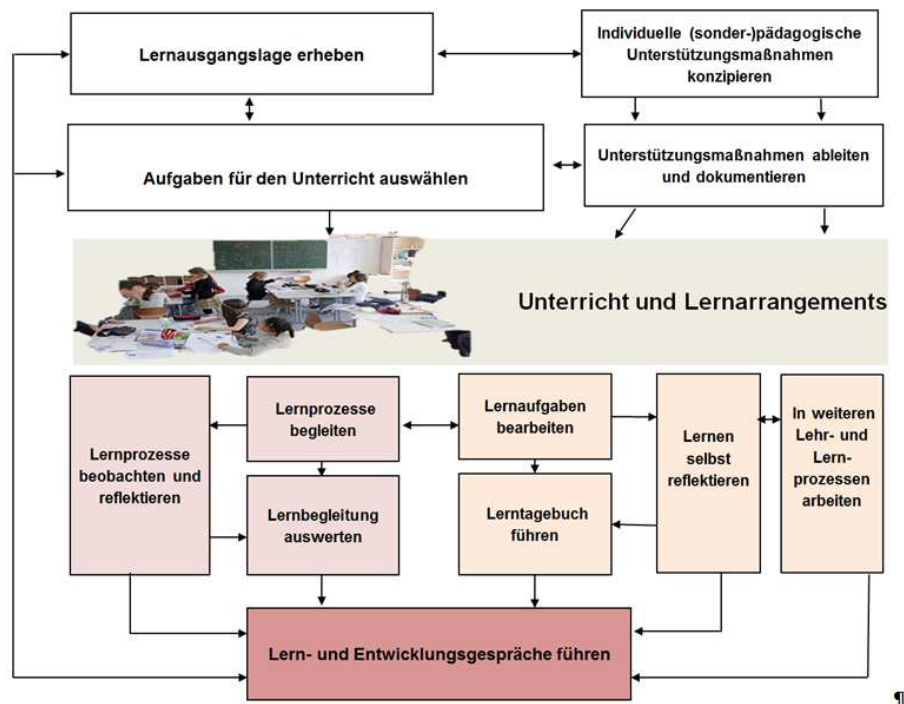 Lernausgangslage erheben
Individuelle (sonder-)pädagogische
Unterstützungsmaßnahmen
konzipieren
Aufgaben für den Unterricht auswählen
Unterstützungsmaßnahmen ableiten
und dokumentieren
Unterricht und Lernarrangements
Lernprozesse
beobachten und
reflektieren
Lernprozesse
begleiten
Lernaufgaben
bearbeiten
Lernen
selbst
reflektieren
In weiteren
Lehr- und
Lern-
prozessen
arbeiten
Lernbegleitung
auswerten
Lerntagebuch
führen
Lern- und Entwicklungsgespräche führen
¶